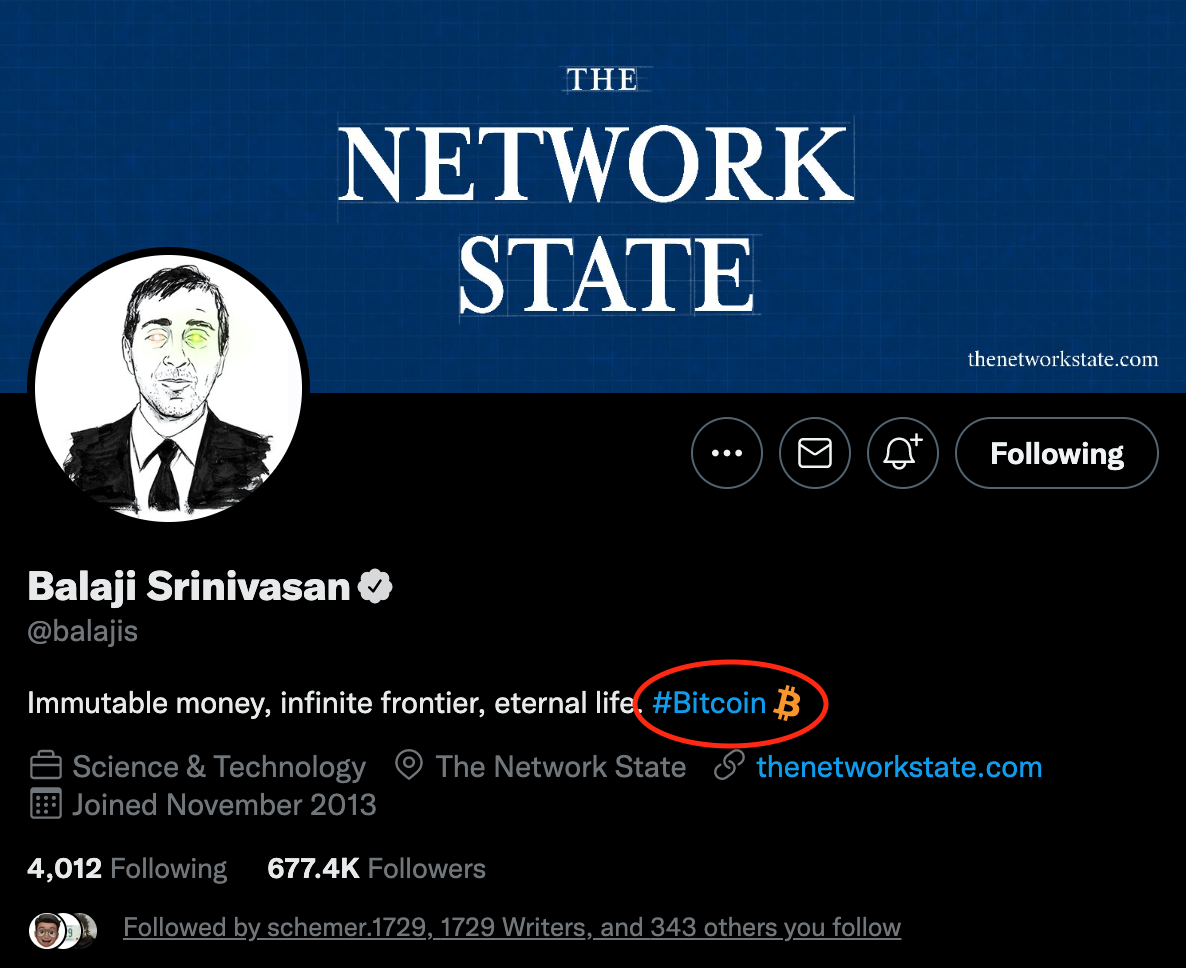 THE
NETWORK
STATE
thenetworkstate.com
Following
Balaji Srinivasan
@balajis
Immutable money, infinite frontier, eternal life. #Bitcoin
Science & Technology The Network State thenetworkstate.com
Joined November 2013
4,012 Following 677.4K Followers
Followed by schemer.1729, 1729 Writers, and 343 others you follow